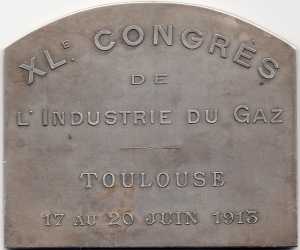 XLᴱ CONGRÈS
DE
L'INDUSTRIE DU GAZ
TOULOUSE
17 AU 20 JUIN 1913